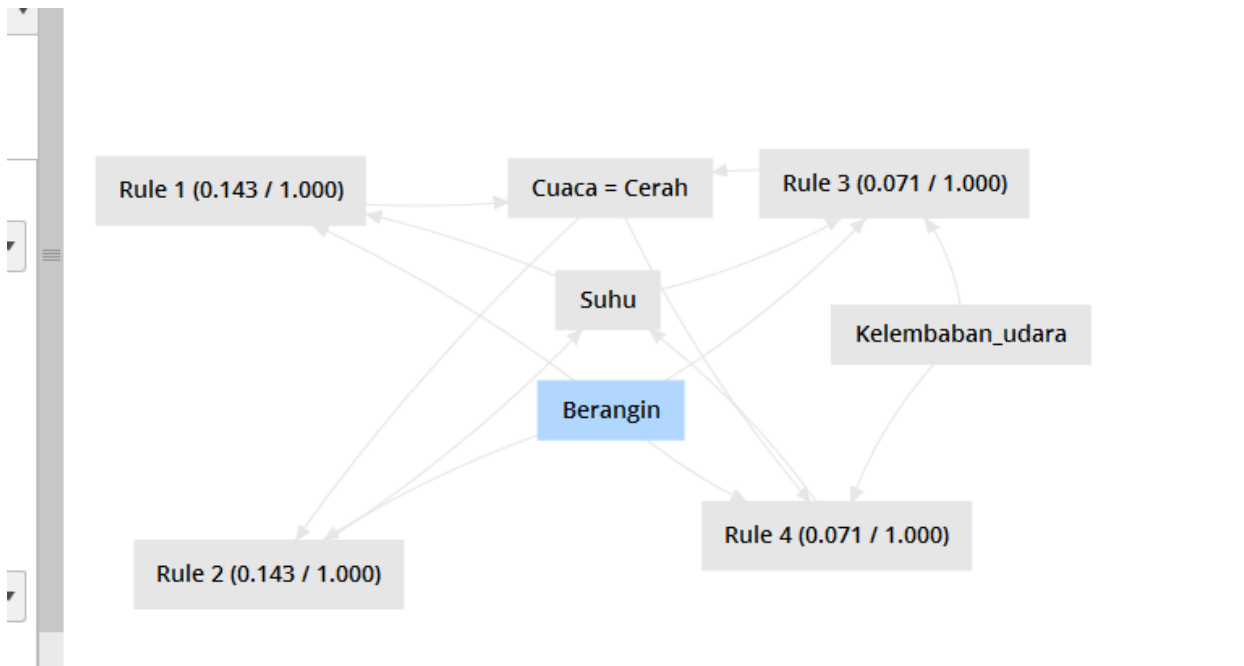 Rule 1 (0.143 / 1.000)
Cuaca = Cerah
Rule 3 (0.071 / 1.000)
Suhu
Kelembaban_udara
Berangin
Rule 4 (0.071 / 1.000)
Rule 2 (0.143 / 1.000)